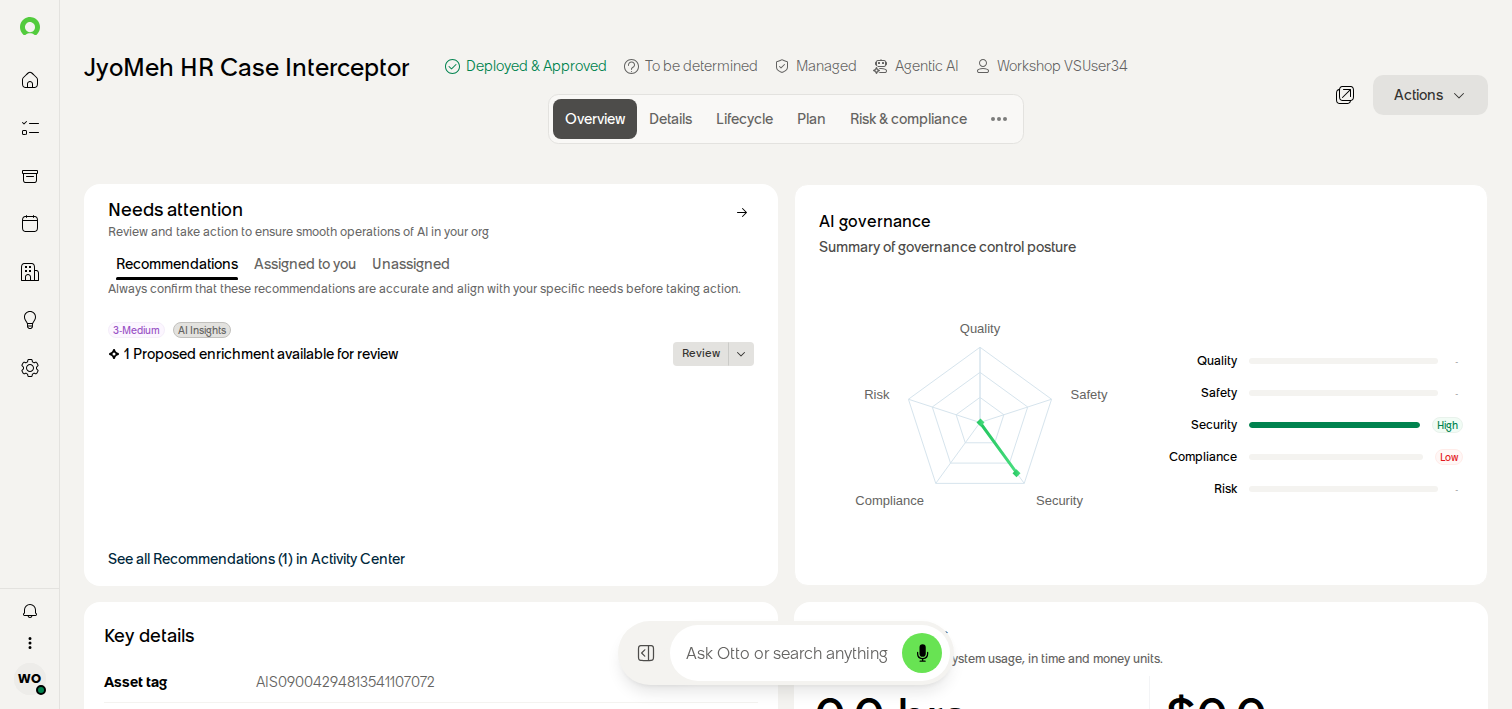 JyoMeh HR Case Interceptor
Deployed & Approved
To be determined
Managed
Agentic AI
Workshop VSUser34
Actions
Overview
Details
Lifecycle
Plan
Risk & compliance
Needs attention
Review and take action to ensure smooth operations of AI in your org
Recommendations
Assigned to you
Unassigned
Always confirm that these recommendations are accurate and align with your specific needs before taking action.
3-Medium
AI Insights
1 Proposed enrichment available for review
Review
See all Recommendations (1) in Activity Center
AI governance
Summary of governance control posture
Quality
Risk
Safety
Compliance
Security
Quality -
Safety -
Security High
Compliance Low
Risk -
Key details
Asset tag AIS09004294813541107072
Ask Otto or search anything
usage, in time and money units.
0.0 hrs
$0.0
WO